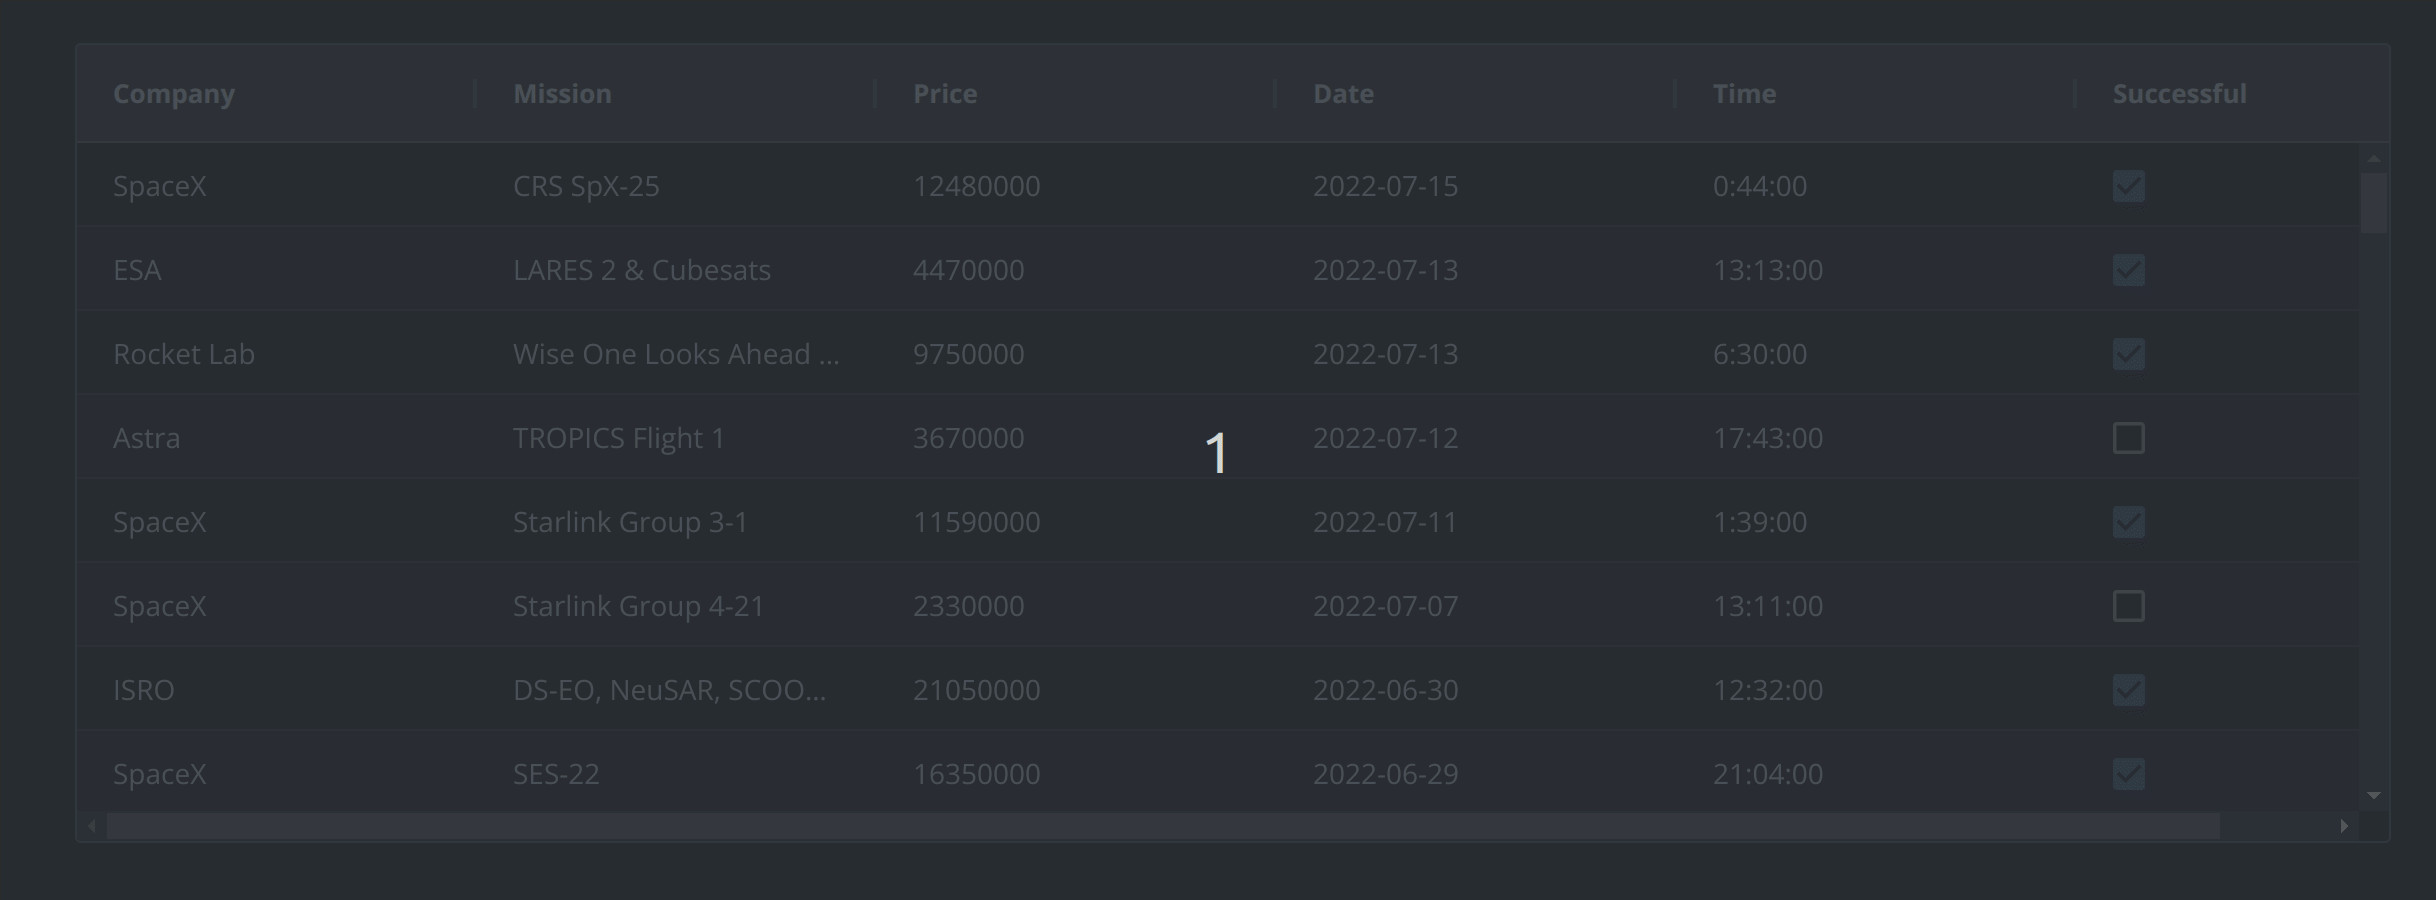 Company Mission Price Date Time Successful
SpaceX CRS SpX-25 12480000 2022-07-15 0:44:00
ESA LARES 2 & Cubesats 4470000 2022-07-13 13:13:00
Rocket Lab Wise One Looks Ahead ... 9750000 2022-07-13 6:30:00
Astra TROPICS Flight 1 3670000 2022-07-12 17:43:00
1
SpaceX Starlink Group 3-1 11590000 2022-07-11 1:39:00
SpaceX Starlink Group 4-21 2330000 2022-07-07 13:11:00
ISRO DS-EO, NeuSAR, SCOO... 21050000 2022-06-30 12:32:00
SpaceX SES-22 16350000 2022-06-29 21:04:00